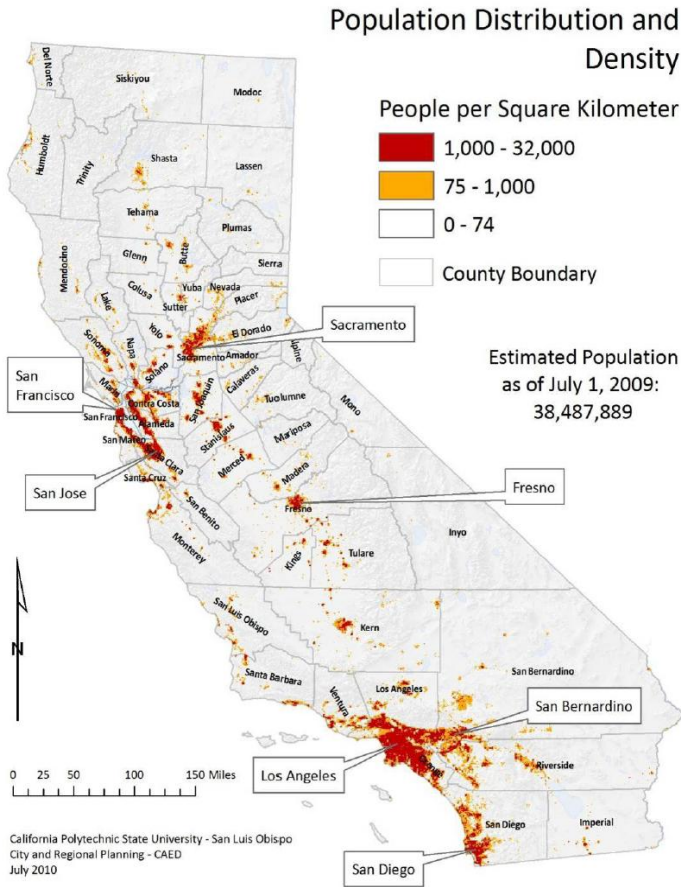 Population Distribution and
Density
People per Square Kilometer
1,000 - 32,000
75 - 1,000
0 - 74
County Boundary
Estimated Population
as of July 1, 2009:
38,487,889
Del Norte
Siskiyou
Modoc
Humboldt
Trinity
Shasta
Lassen
Tehama
Plumas
Mendocino
Glenn
Butte
Sierra
Colusa
Yuba
Nevada
Lake
Sutter
Placer
Sonoma
Napa
Yolo
El Dorado
Sacramento
Sacramento
Alpine
Amador
Solano
San
Francisco
Marin
Contra Costa
San Joaquin
Calaveras
San Francisco
Alameda
Tuolumne
Mono
San Mateo
Stanislaus
Mariposa
Santa Clara
Merced
Madera
San Jose
Santa Cruz
San Benito
Fresno
Fresno
Monterey
Kings
Tulare
Inyo
San Luis Obispo
Kern
Santa Barbara
Ventura
Los Angeles
San Bernardino
San Bernardino
Los Angeles
Orange
Riverside
San Diego
Imperial
San Diego
N
0 25 50 100 150 Miles
California Polytechnic State University - San Luis Obispo
City and Regional Planning - CAED
July 2010